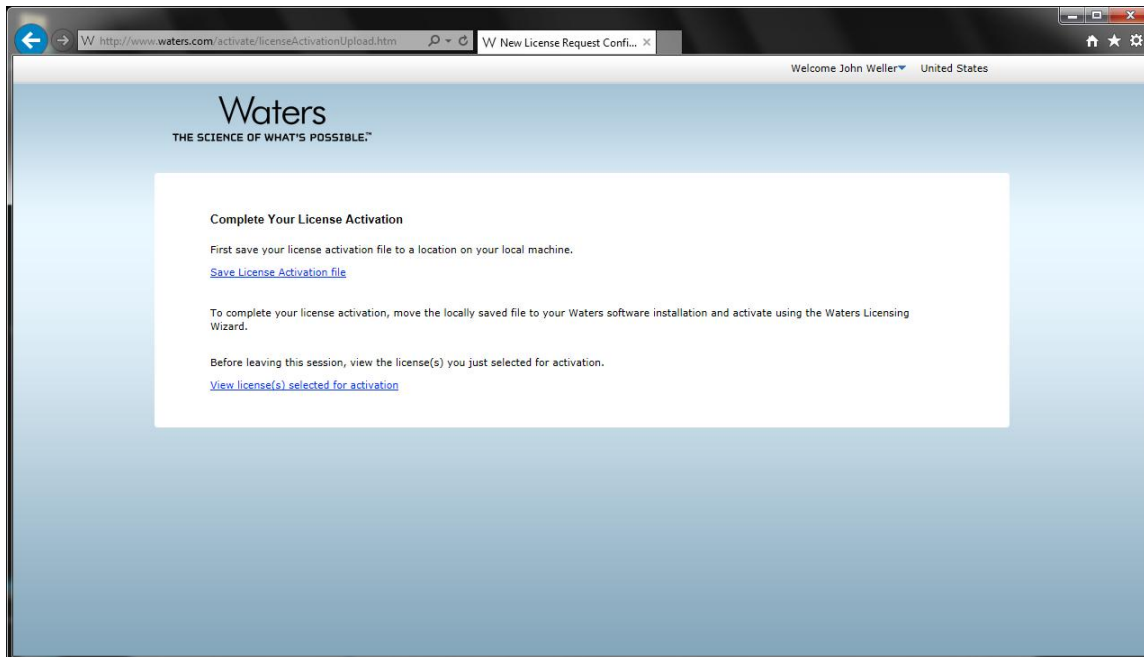 W http://www.waters.com/activate/licenseActivationUpload.htm
W New License Request Confi...
Welcome John Weller United States
Waters
THE SCIENCE OF WHAT'S POSSIBLE.™
Complete Your License Activation
First save your license activation file to a location on your local machine.
Save License Activation file
To complete your license activation, move the locally saved file to your Waters software installation and activate using the Waters Licensing
Wizard.
Before leaving this session, view the license(s) you just selected for activation.
View license(s) selected for activation